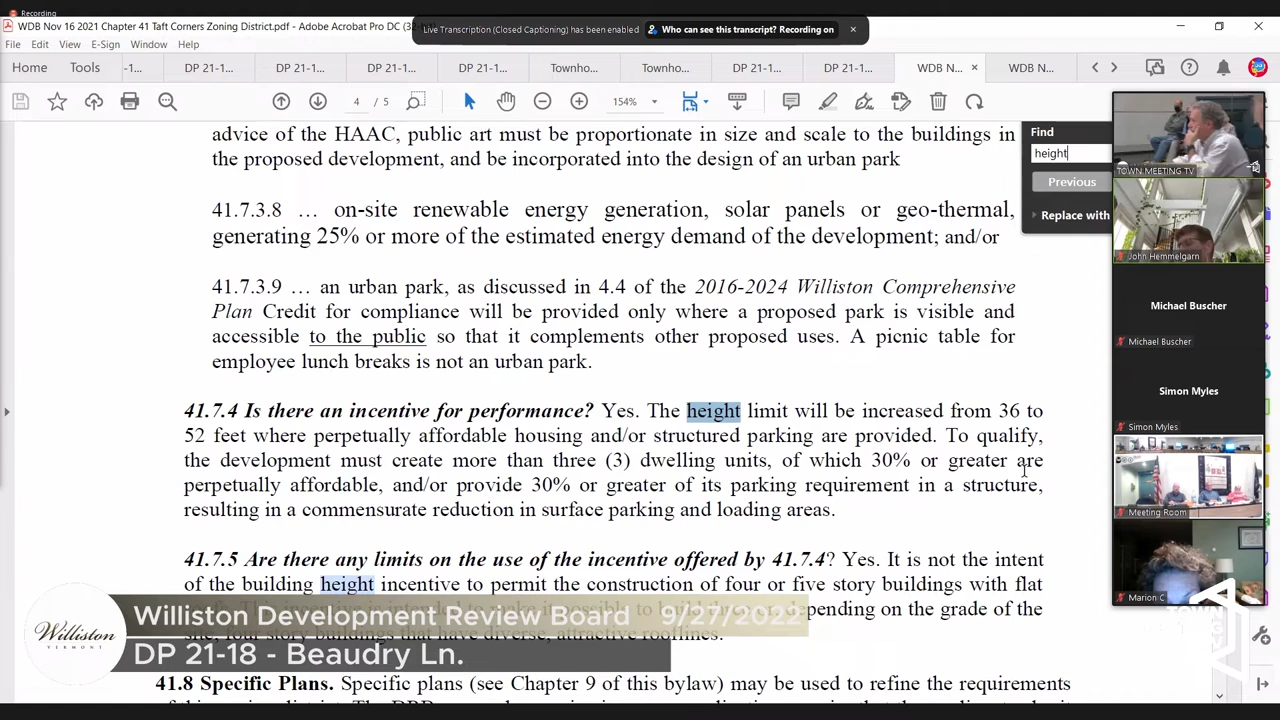 Recording
WDB Nov 16 2021 Chapter 41 Taft Corners Zoning District.pdf - Adobe Acrobat Pro DC (32-
Live Transcription (Closed Captioning) has been enabled Who can see this transcript? Recording on
File Edit View E-Sign Window Help
Home Tools -1... DP 21-1... DP 21-1... DP 21-1... DP 21-1... Townho... Townho... DP 21-1... DP 21-1... WDB N... WDB N...
4 / 5 154%
advice of the HAAC, public art must be proportionate in size and scale to the buildings in
the proposed development, and be incorporated into the design of an urban park
41.7.3.8 … on-site renewable energy generation, solar panels or geo-thermal,
generating 25% or more of the estimated energy demand of the development; and/or
41.7.3.9 … an urban park, as discussed in 4.4 of the 2016-2024 Williston Comprehensive
Plan Credit for compliance will be provided only where a proposed park is visible and
accessible to the public so that it complements other proposed uses. A picnic table for
employee lunch breaks is not an urban park.
41.7.4 Is there an incentive for performance? Yes. The height limit will be increased from 36 to
52 feet where perpetually affordable housing and/or structured parking are provided. To qualify,
the development must create more than three (3) dwelling units, of which 30% or greater are
perpetually affordable, and/or provide 30% or greater of its parking requirement in a structure,
resulting in a commensurate reduction in surface parking and loading areas.
41.7.5 Are there any limits on the use of the incentive offered by 41.7.4? Yes. It is not the intent
of the building height incentive to permit the construction of four or five story buildings with flat
depending on the grade of the
four story buildings that have diverse, attractive rooflines.
41.8 Specific Plans. Specific plans (see Chapter 9 of this bylaw) may be used to refine the requirements
Find
height
Previous
Replace with
TOWN MEETING TV
John Hemmelgarn
Michael Buscher
Michael Buscher
Simon Myles
Simon Myles
Meeting Room
Marion C
Williston
VERMONT
Williston Development Review Board 9/27/2022
DP 21-18 - Beaudry Ln.